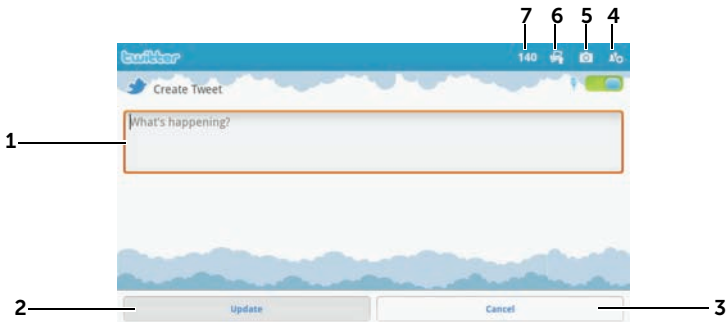 7 6 5 4
twitter
140
Create Tweet
What's happening?
1
2
Update
Cancel
3